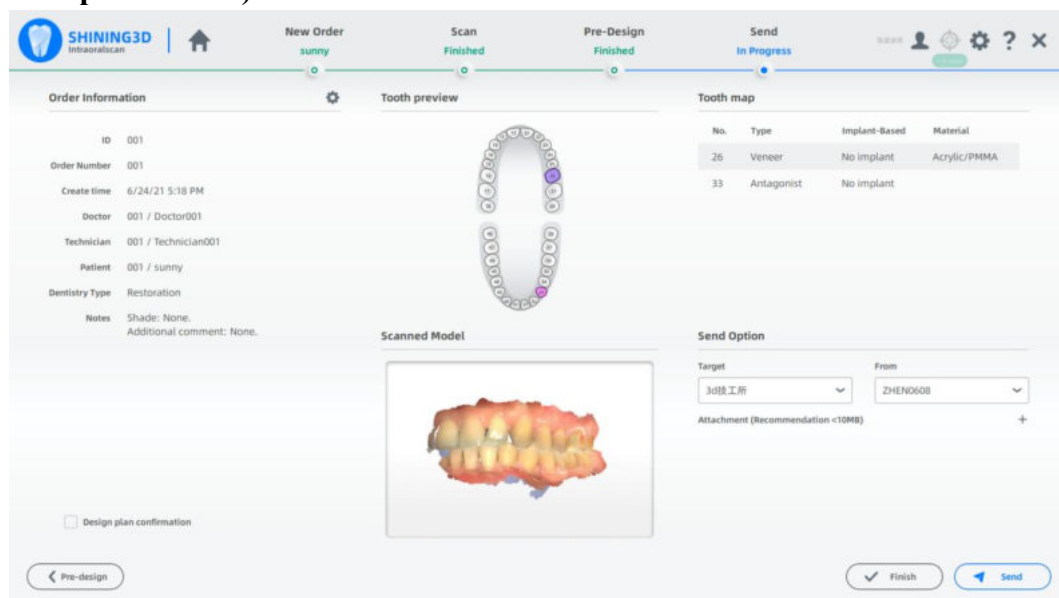 SHINING3D
Intraoralscan
New Order
sunny
Scan
Finished
Pre-Design
Finished
Send
In Progress
Order Information
ID 001
Order Number 001
Create time 6/24/21 5:18 PM
Doctor 001 / Doctor001
Technician 001 / Technician001
Patient 001 / sunny
Dentistry Type Restoration
Notes Shade: None.
Additional comment: None.
Design plan confirmation
Tooth preview
Scanned Model
Tooth map
No. Type Implant-Based Material
26 Veneer No implant Acrylic/PMMA
33 Antagonist No implant
Send Option
Target From
3d技工所 ZHEN0608
Attachment (Recommendation <10MB) +
Pre-design
Finish
Send